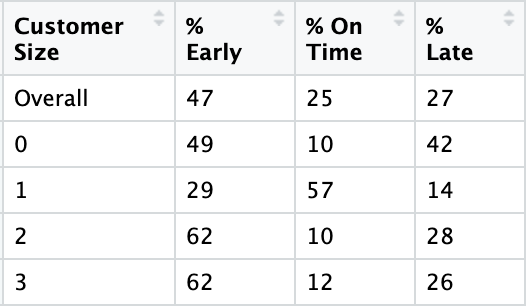 Customer Size % Early % On Time % Late
Overall 47 25 27
0 49 10 42
1 29 57 14
2 62 10 28
3 62 12 26